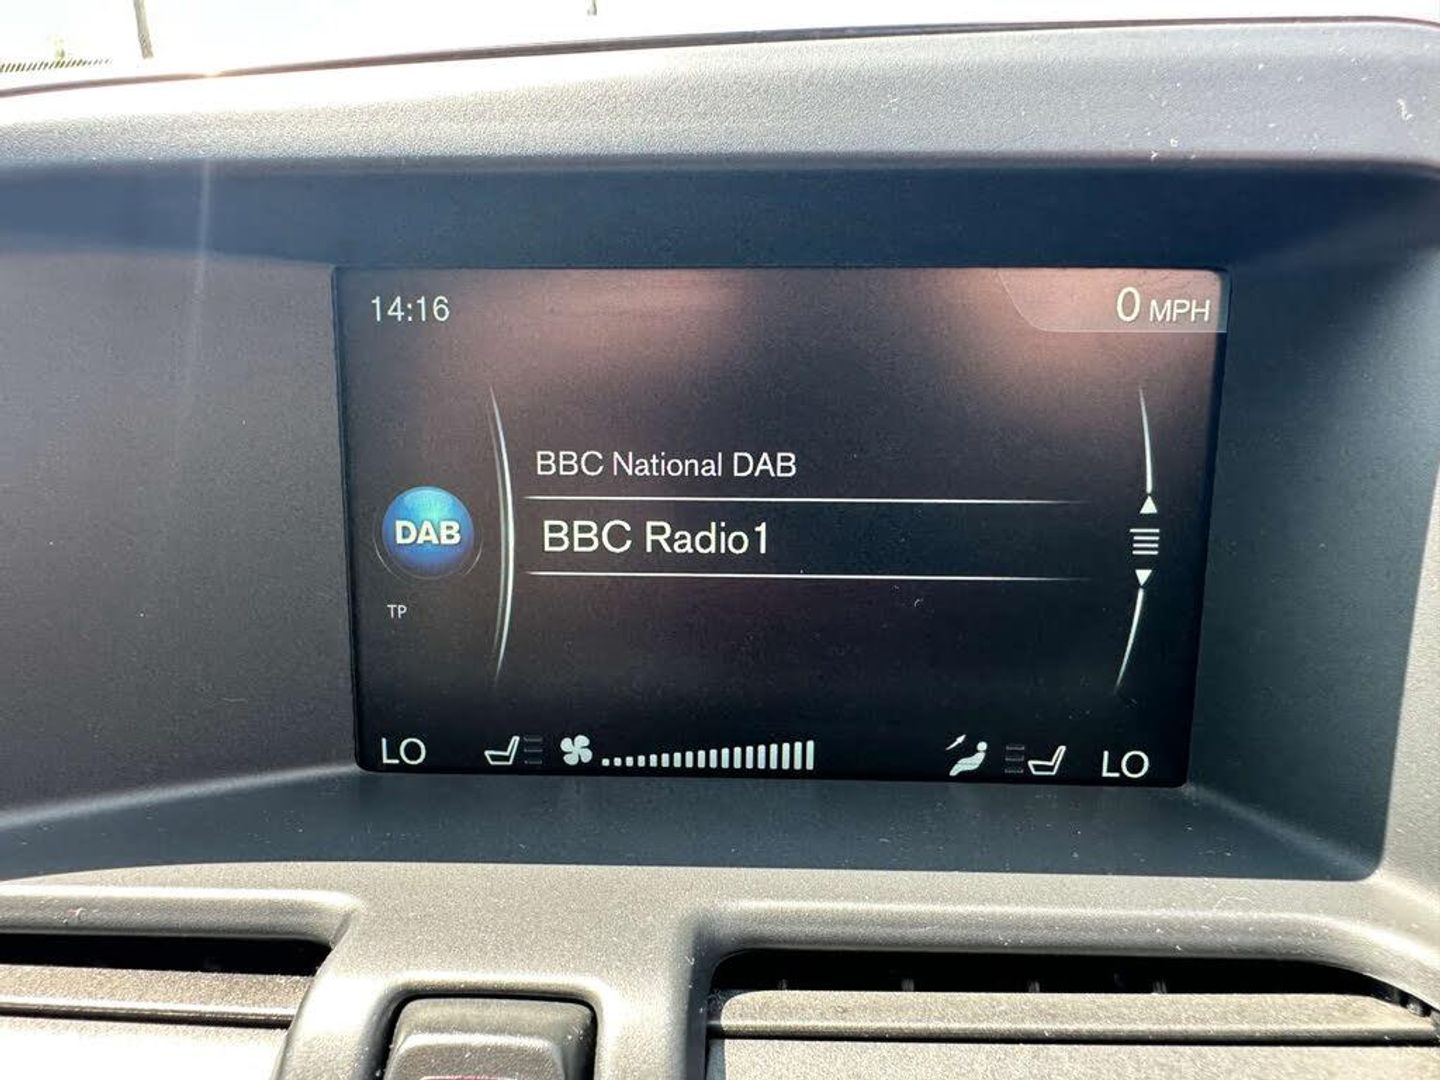 14:16
0 MPH
BBC National DAB
DAB
BBC Radio1
TP
LO
LO